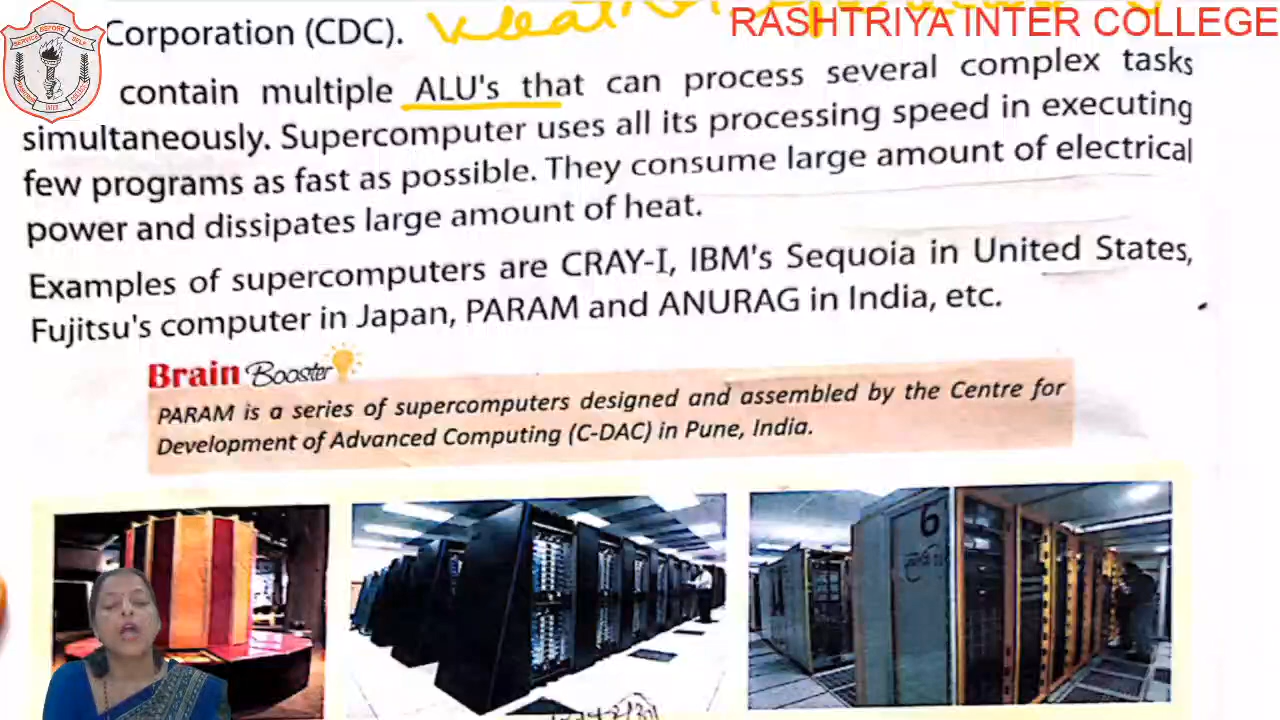 RASHTRIYA INTER COLLEGE
Corporation (CDC).
contain multiple ALU's that can process several complex tasks
simultaneously. Supercomputer uses all its processing speed in executing
few programs as fast as possible. They consume large amount of electrical
power and dissipates large amount of heat.
Examples of supercomputers are CRAY-I, IBM's Sequoia in United States,
Fujitsu's computer in Japan, PARAM and ANURAG in India, etc.
Brain Booster
PARAM is a series of supercomputers designed and assembled by the Centre for
Development of Advanced Computing (C-DAC) in Pune, India.
6